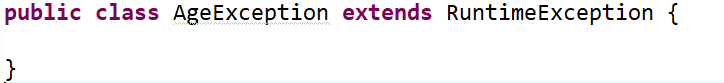 public class AgeException extends RuntimeException {
}